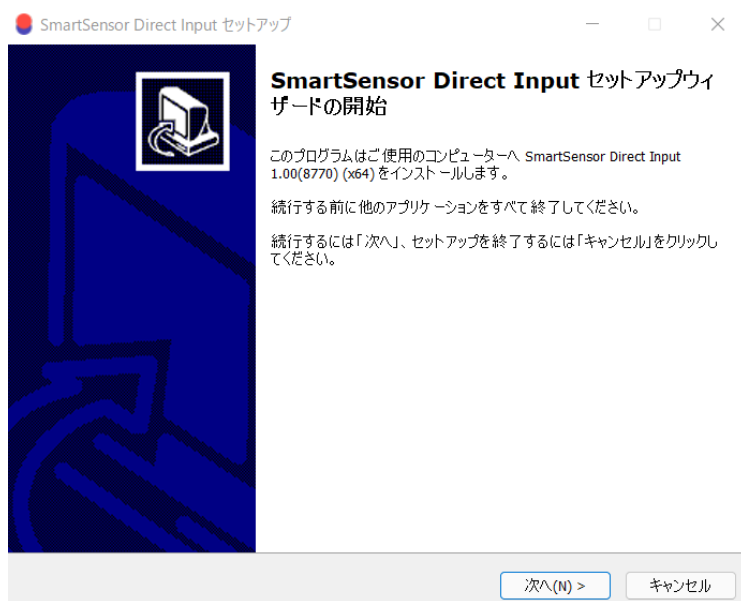 SmartSensor Direct Input セットアップ
SmartSensor Direct Input セットアップウィ
ザードの開始
このプログラムはご使用のコンピューターへ SmartSensor Direct Input
1.00(8770) (x64) をインストールします。
続行する前に他のアプリケーションをすべて終了してください。
続行するには「次へ」、セットアップを終了するには「キャンセル」をクリックし
てください。
次へ(N) >
キャンセル